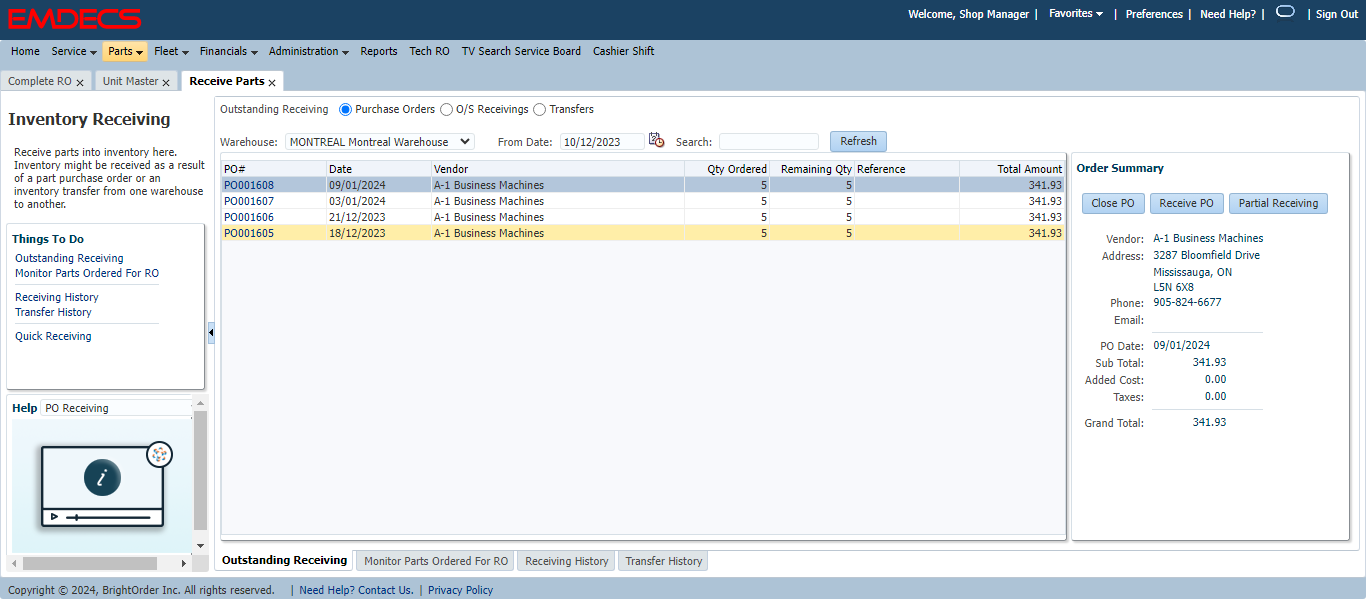 EMDECS
Welcome, Shop Manager | Favorites | Preferences | Need Help? | | Sign Out
Home Service Parts Fleet Financials Administration Reports Tech RO TV Search Service Board Cashier Shift
Complete RO Unit Master Receive Parts
Inventory Receiving
Receive parts into inventory here.
Inventory might be received as a result
of a part purchase order or an
inventory transfer from one warehouse
to another.
Things To Do
Outstanding Receiving
Monitor Parts Ordered For RO
Receiving History
Transfer History
Quick Receiving
Help PO Receiving
i
Outstanding Receiving Purchase Orders O/S Receivings Transfers
Warehouse: MONTREAL Montreal Warehouse From Date: 10/12/2023 Search: Refresh
PO# Date Vendor Qty Ordered Remaining Qty Reference Total Amount
PO001608 09/01/2024 A-1 Business Machines 5 5 341.93
PO001607 03/01/2024 A-1 Business Machines 5 5 341.93
PO001606 21/12/2023 A-1 Business Machines 5 5 341.93
PO001605 18/12/2023 A-1 Business Machines 5 5 341.93
Order Summary
Close PO Receive PO Partial Receiving
Vendor: A-1 Business Machines
Address: 3287 Bloomfield Drive
Mississauga, ON
L5N 6X8
Phone: 905-824-6677
Email:
PO Date: 09/01/2024
Sub Total: 341.93
Added Cost: 0.00
Taxes: 0.00
Grand Total: 341.93
Outstanding Receiving Monitor Parts Ordered For RO Receiving History Transfer History
Copyright © 2024, BrightOrder Inc. All rights reserved. | Need Help? Contact Us. | Privacy Policy